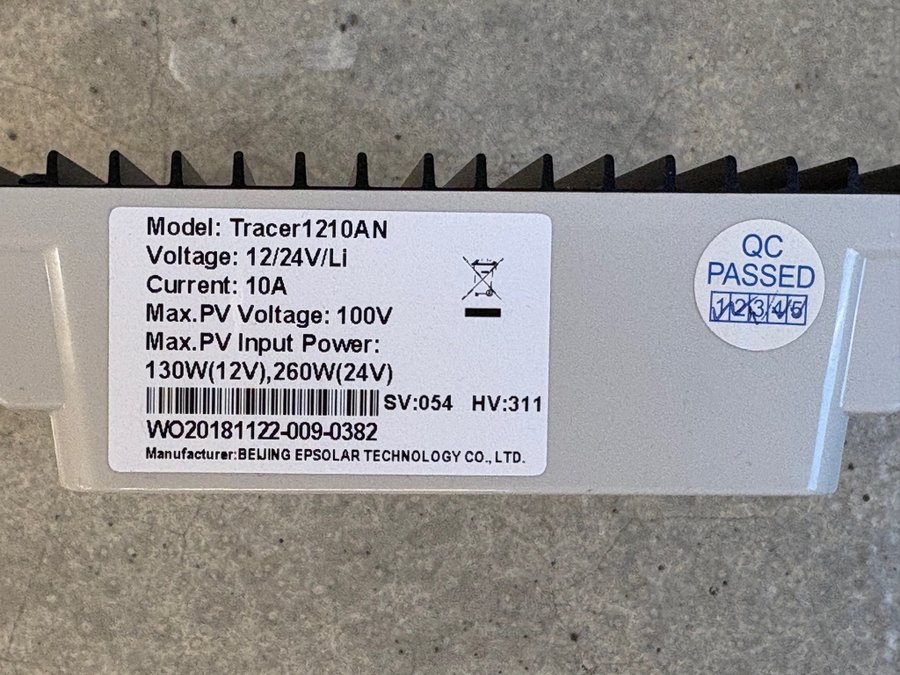 Model: Tracer1210AN
Voltage: 12/24V/Li
Current: 10A
Max.PV Voltage: 100V
Max.PV Input Power:
130W(12V),260W(24V)
SV:054 HV:311
WO20181122-009-0382
Manufacturer:BEIJING EPSOLAR TECHNOLOGY CO., LTD.
QC
PASSED
1 2 3 4 5